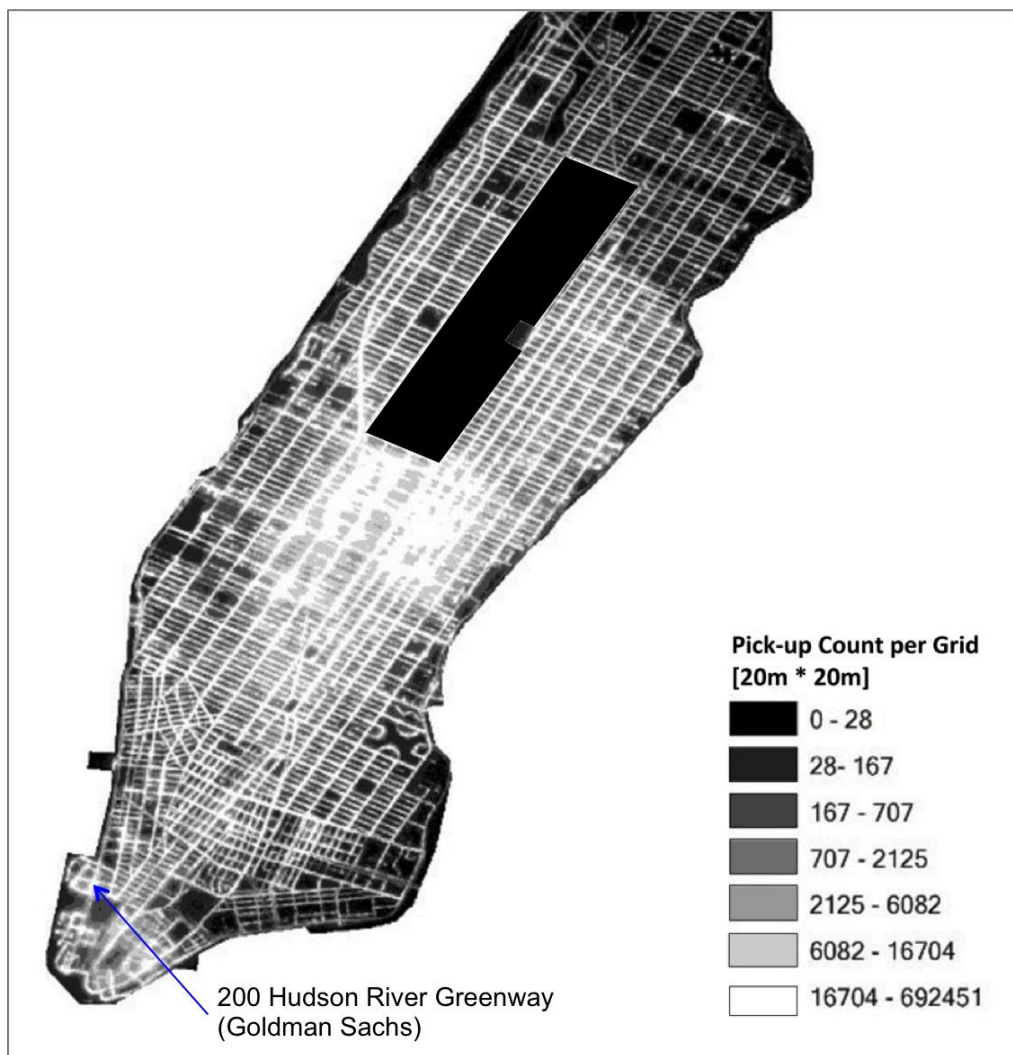 Pick-up Count per Grid
[20m * 20m]
0 - 28
28- 167
167 - 707
707 - 2125
2125 - 6082
6082 - 16704
16704 - 692451
200 Hudson River Greenway
(Goldman Sachs)